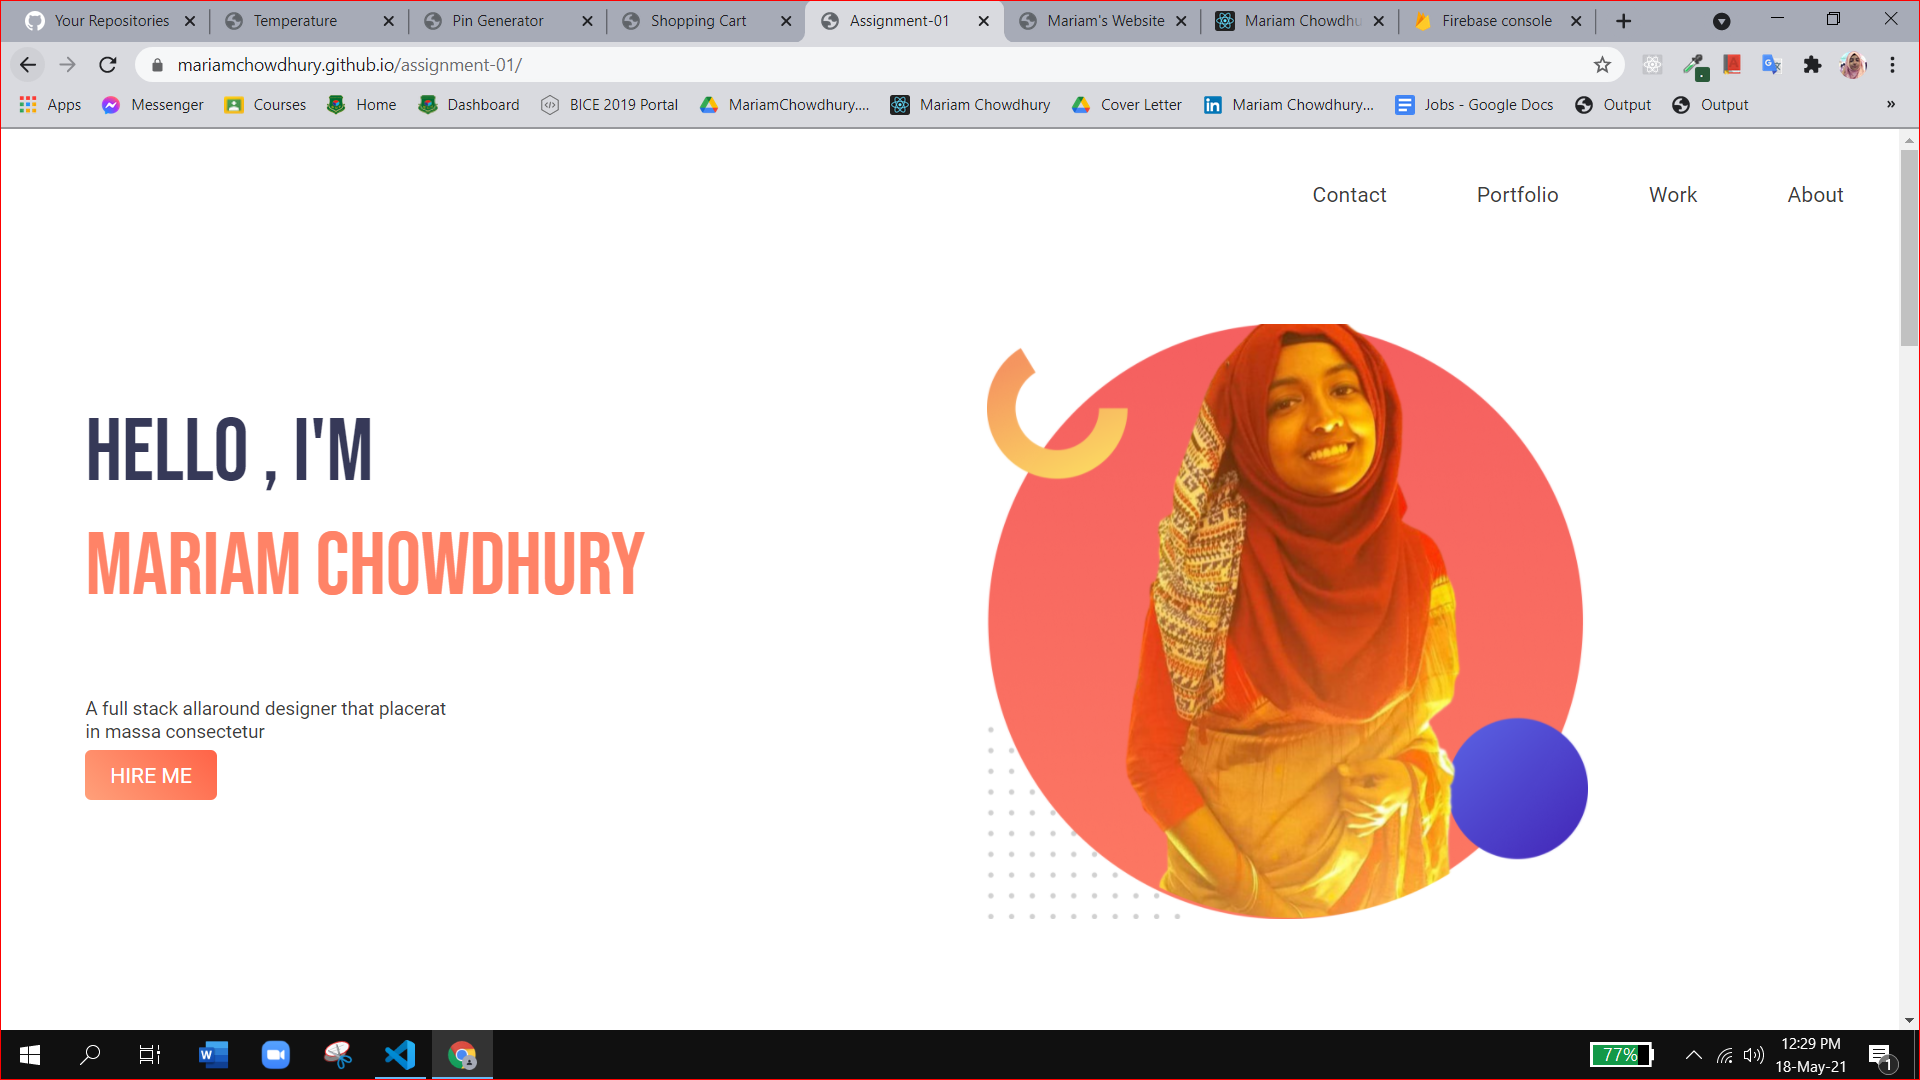 Your Repositories
Temperature
Pin Generator
Shopping Cart
Assignment-01
Mariam's Website
Mariam Chowdhu
Firebase console
mariamchowdhury.github.io/assignment-01/
Apps
Messenger
Courses
Home
Dashboard
BICE 2019 Portal
MariamChowdhury....
Mariam Chowdhury
Cover Letter
Mariam Chowdhury...
Jobs - Google Docs
Output
Output
»
Contact
Portfolio
Work
About
HELLO , I'M
MARIAM CHOWDHURY
A full stack allaround designer that placerat
in massa consectetur
HIRE ME
77%
12:29 PM
18-May-21
1